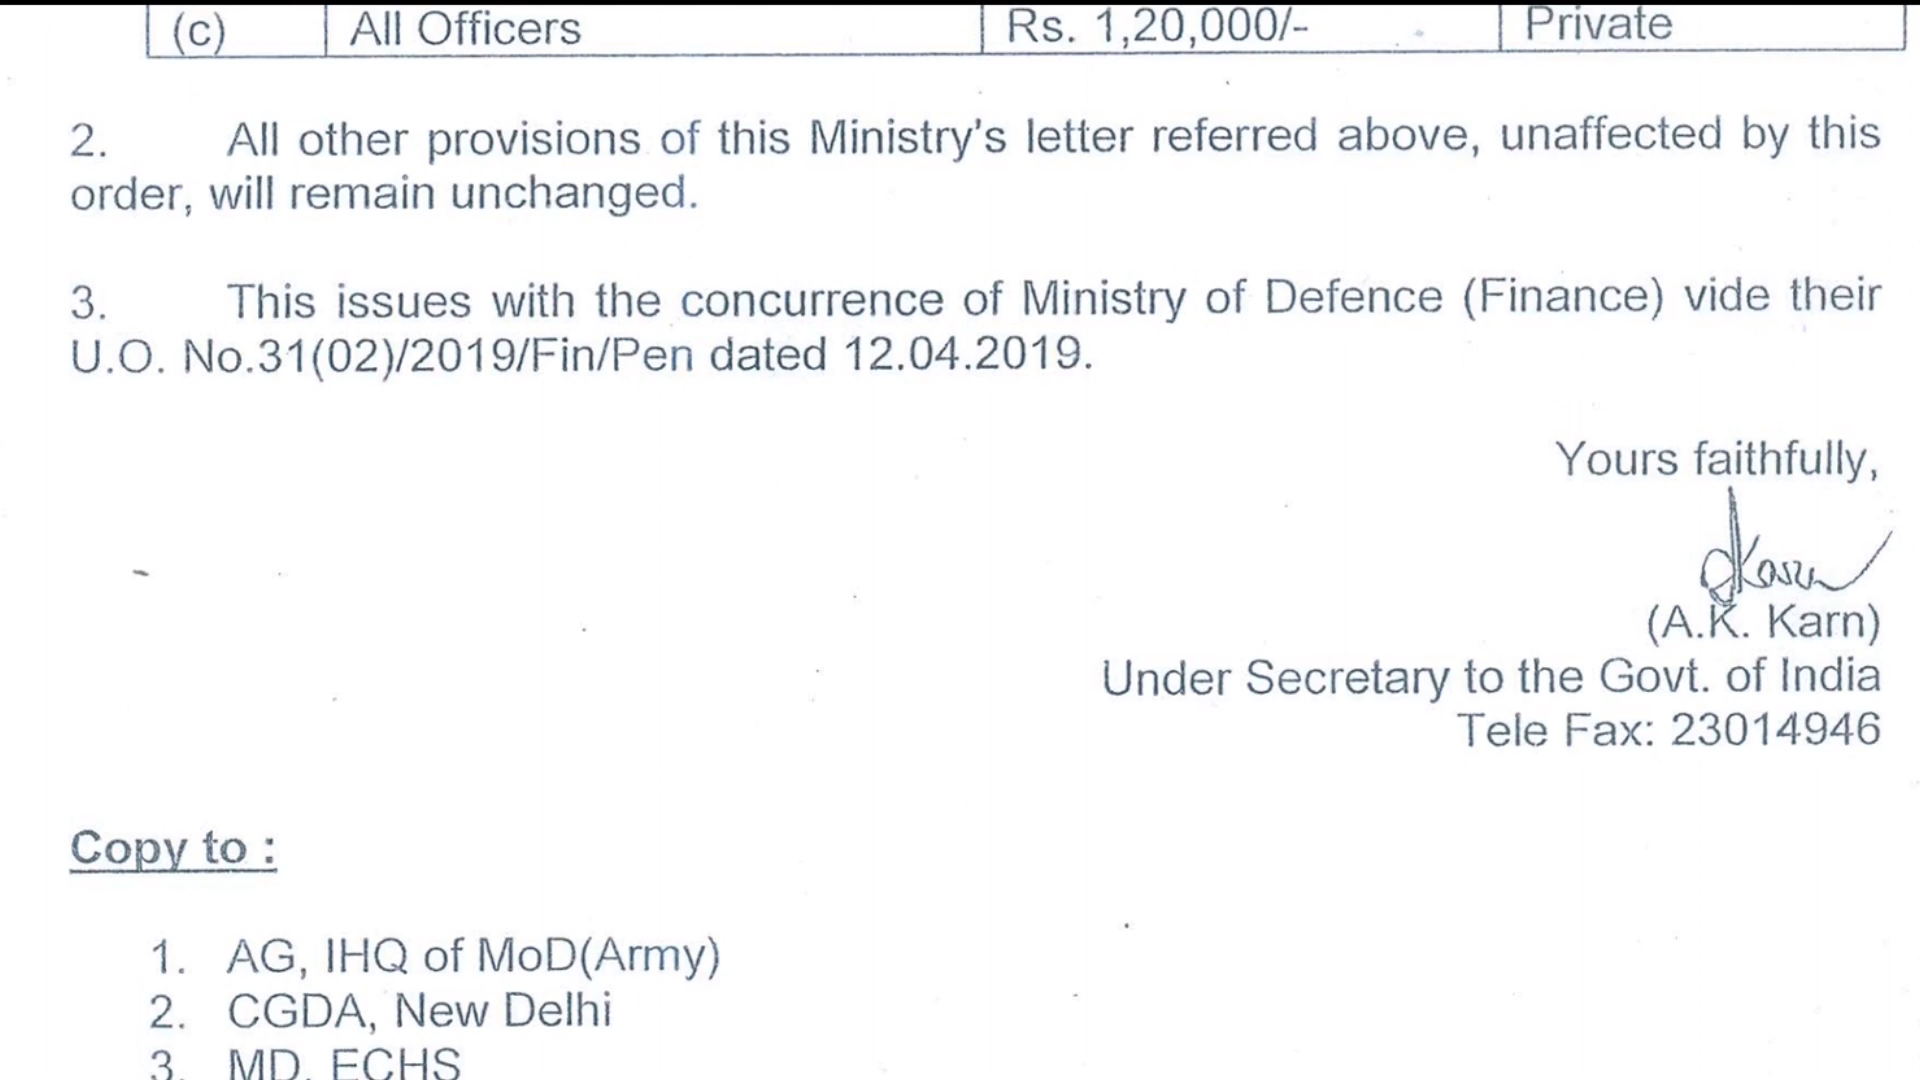 (c) All Officers Rs. 1,20,000/- Private
2. All other provisions of this Ministry's letter referred above, unaffected by this
order, will remain unchanged.
3. This issues with the concurrence of Ministry of Defence (Finance) vide their
U.O. No.31(02)/2019/Fin/Pen dated 12.04.2019.
Yours faithfully,
(A.K. Karn)
Under Secretary to the Govt. of India
Tele Fax: 23014946
Copy to :
1. AG, IHQ of MoD(Army)
2. CGDA, New Delhi
3. MD, ECHS